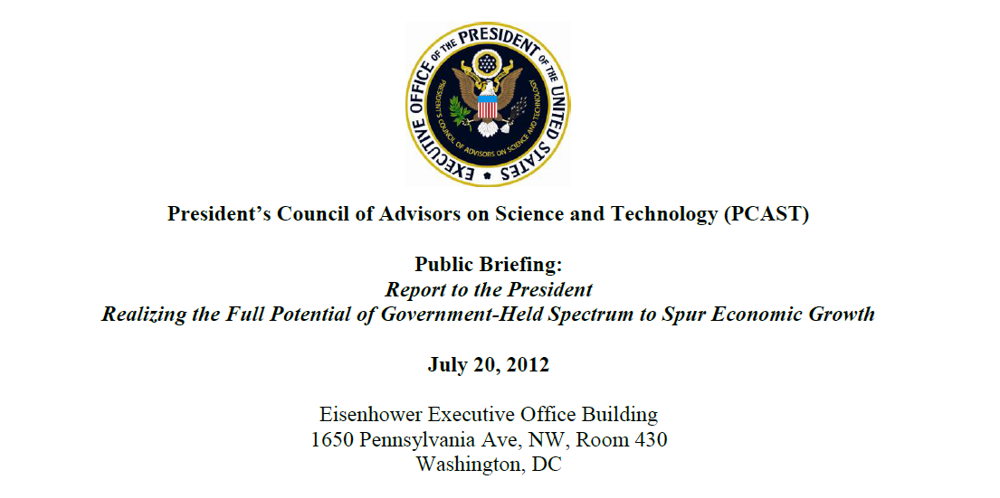 EXECUTIVE OFFICE OF THE PRESIDENT OF THE UNITED STATES
PRESIDENT'S COUNCIL OF ADVISORS ON SCIENCE AND TECHNOLOGY
President’s Council of Advisors on Science and Technology (PCAST)
Public Briefing:
Report to the President
Realizing the Full Potential of Government-Held Spectrum to Spur Economic Growth
July 20, 2012
Eisenhower Executive Office Building
1650 Pennsylvania Ave, NW, Room 430
Washington, DC